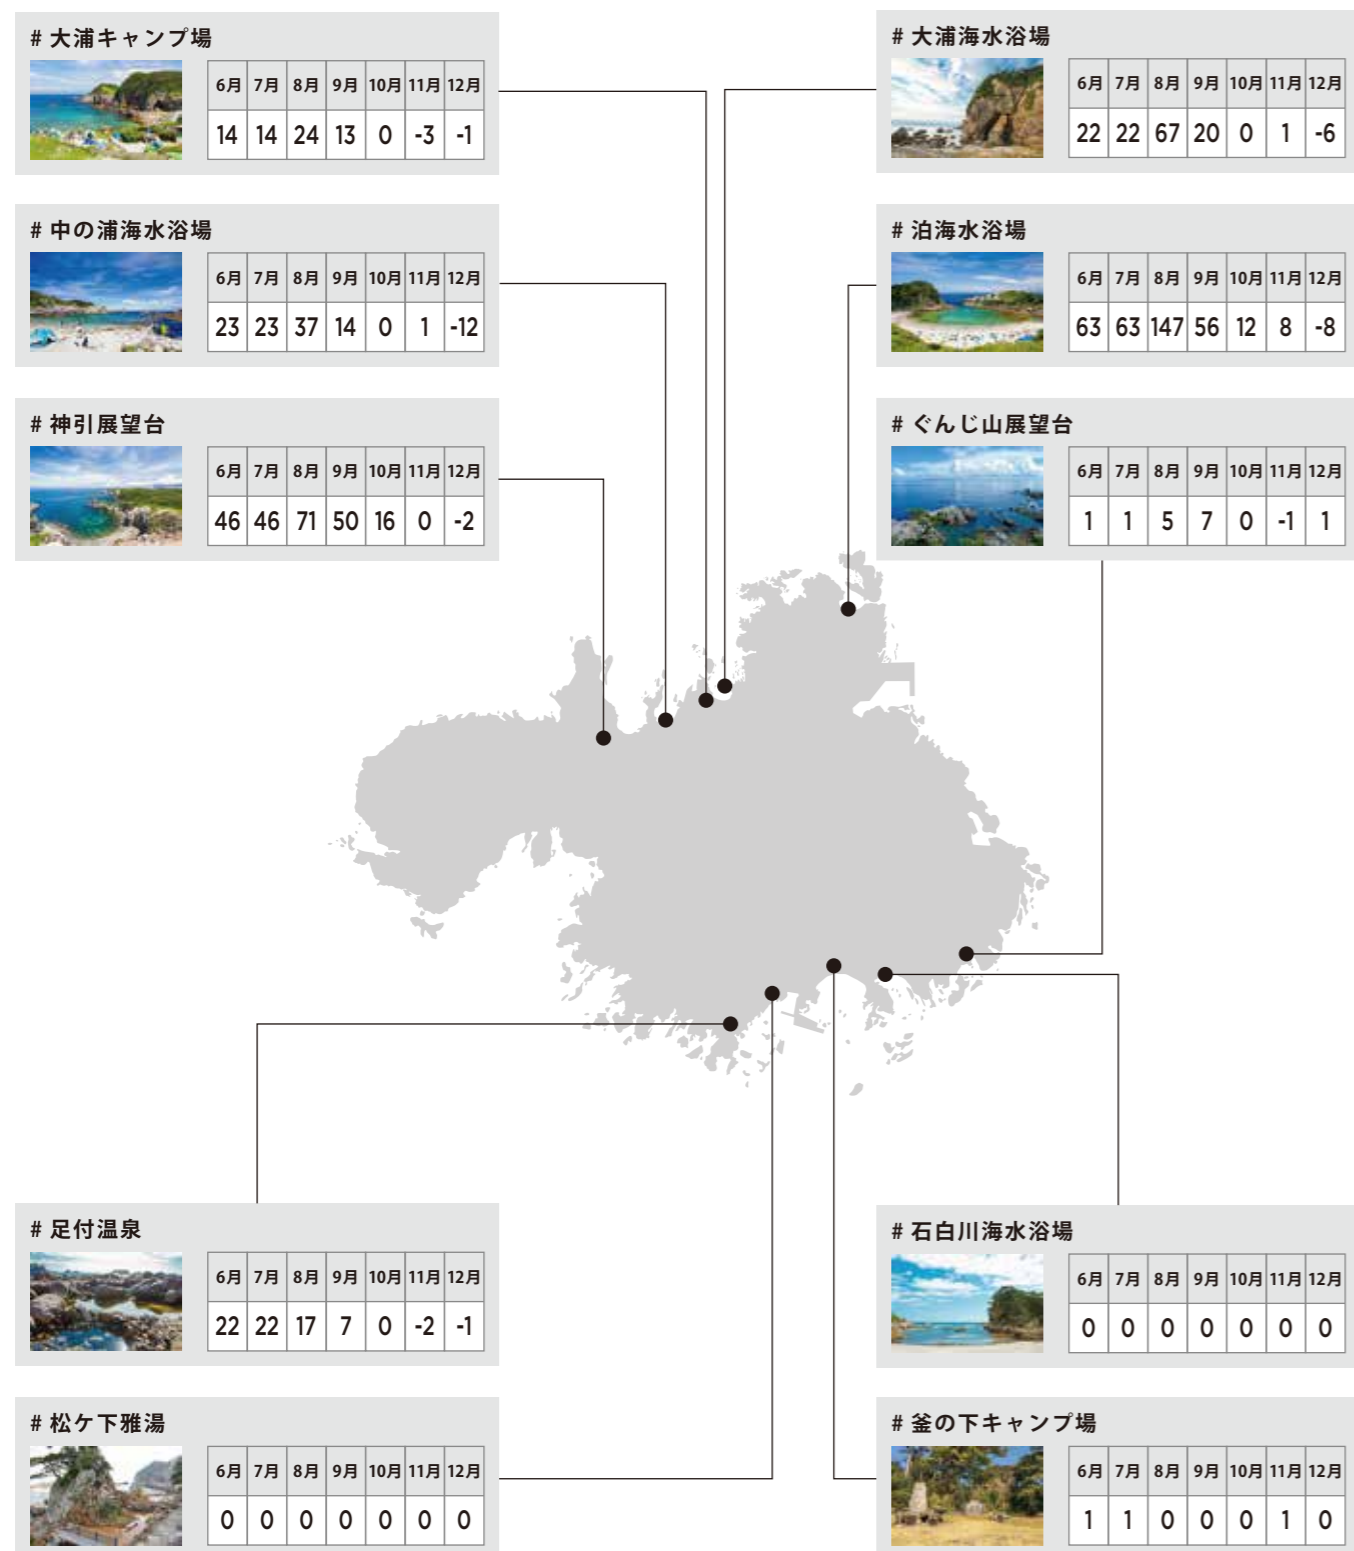 # 大浦キャンプ場
6月 7月 8月 9月 10月 11月 12月
14 14 24 13 0 -3 -1
# 中の浦海水浴場
6月 7月 8月 9月 10月 11月 12月
23 23 37 14 0 1 -12
# 神引展望台
6月 7月 8月 9月 10月 11月 12月
46 46 71 50 16 0 -2
# 大浦海水浴場
6月 7月 8月 9月 10月 11月 12月
22 22 67 20 0 1 -6
# 泊海水浴場
6月 7月 8月 9月 10月 11月 12月
63 63 147 56 12 8 -8
# ぐんじ山展望台
6月 7月 8月 9月 10月 11月 12月
1 1 5 7 0 -1 1
# 足付温泉
6月 7月 8月 9月 10月 11月 12月
22 22 17 7 0 -2 -1
# 松ケ下雅湯
6月 7月 8月 9月 10月 11月 12月
0 0 0 0 0 0 0
# 石白川海水浴場
6月 7月 8月 9月 10月 11月 12月
0 0 0 0 0 0 0
# 釜の下キャンプ場
6月 7月 8月 9月 10月 11月 12月
1 1 0 0 0 1 0